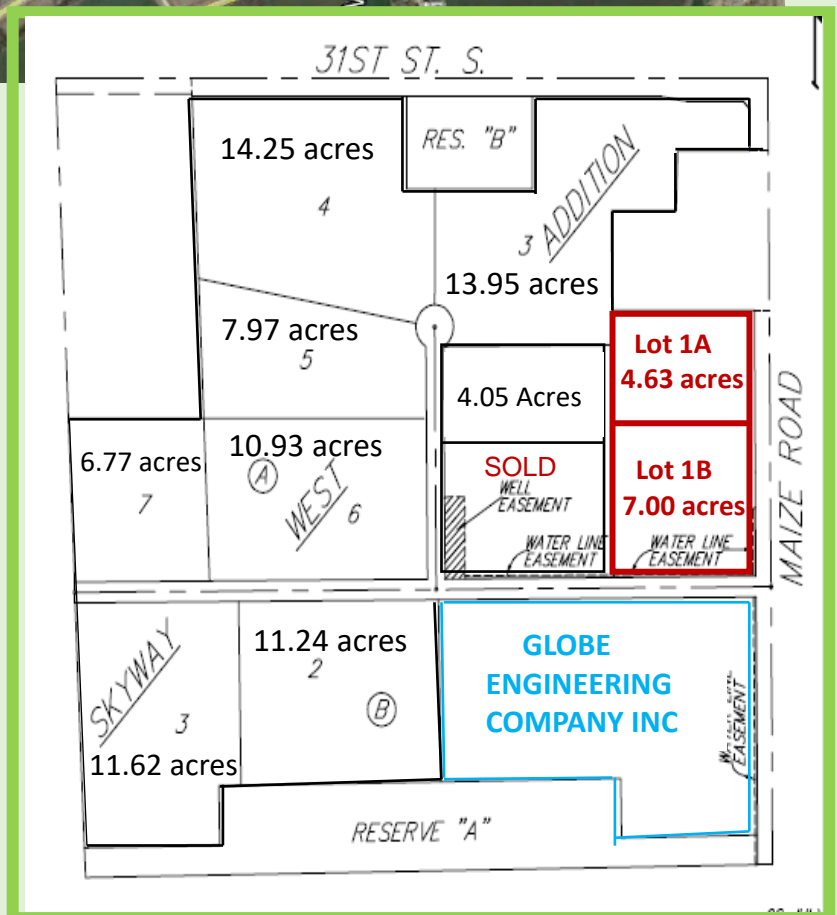 31ST ST. S.
14.25 acres
4
RES. "B"
3 ADDITION
13.95 acres
7.97 acres
5
Lot 1A
4.63 acres
4.05 Acres
MAIZE ROAD
6.77 acres
7
10.93 acres
A
WEST
6
SOLD
WELL
EASEMENT
WATER LINE
EASEMENT
Lot 1B
7.00 acres
WATER LINE
EASEMENT
SKYWAY
3
11.62 acres
11.24 acres
2
B
GLOBE
ENGINEERING
COMPANY INC
EASEMENT
RESERVE "A"